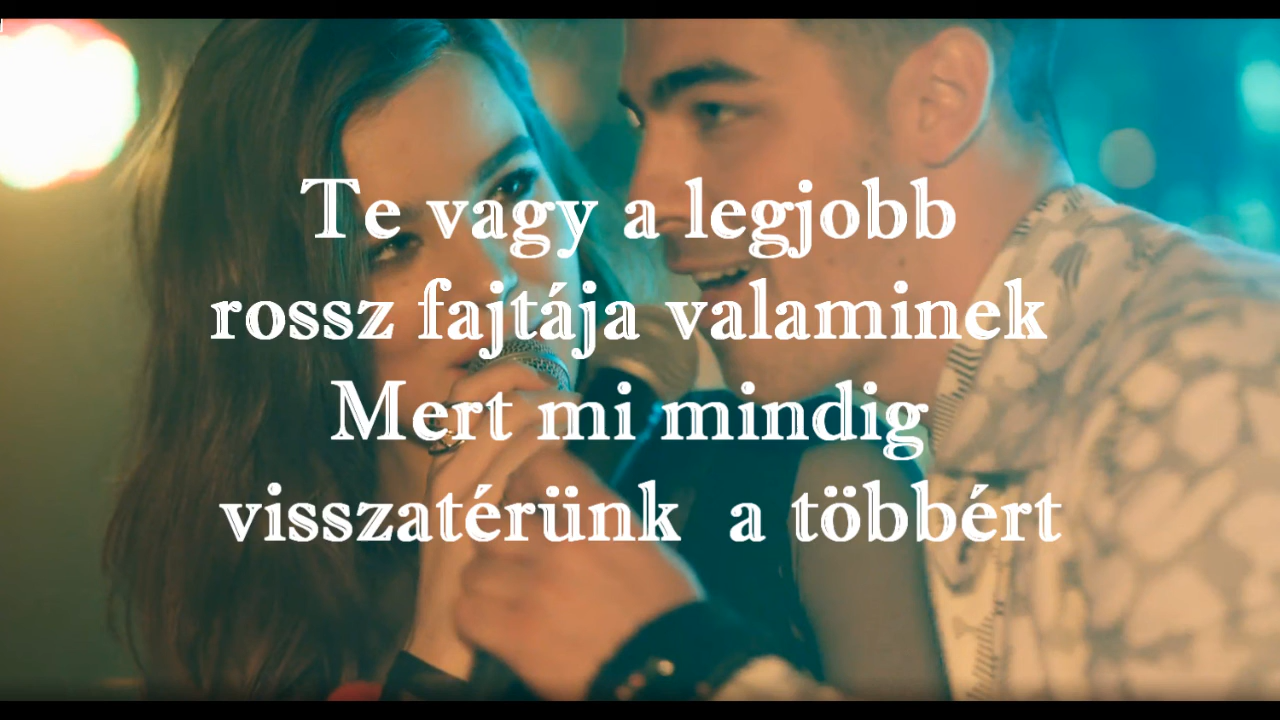 Te vagy a legjobb
rossz fajtája valaminek
Mert mi mindig
visszatérünk a többért